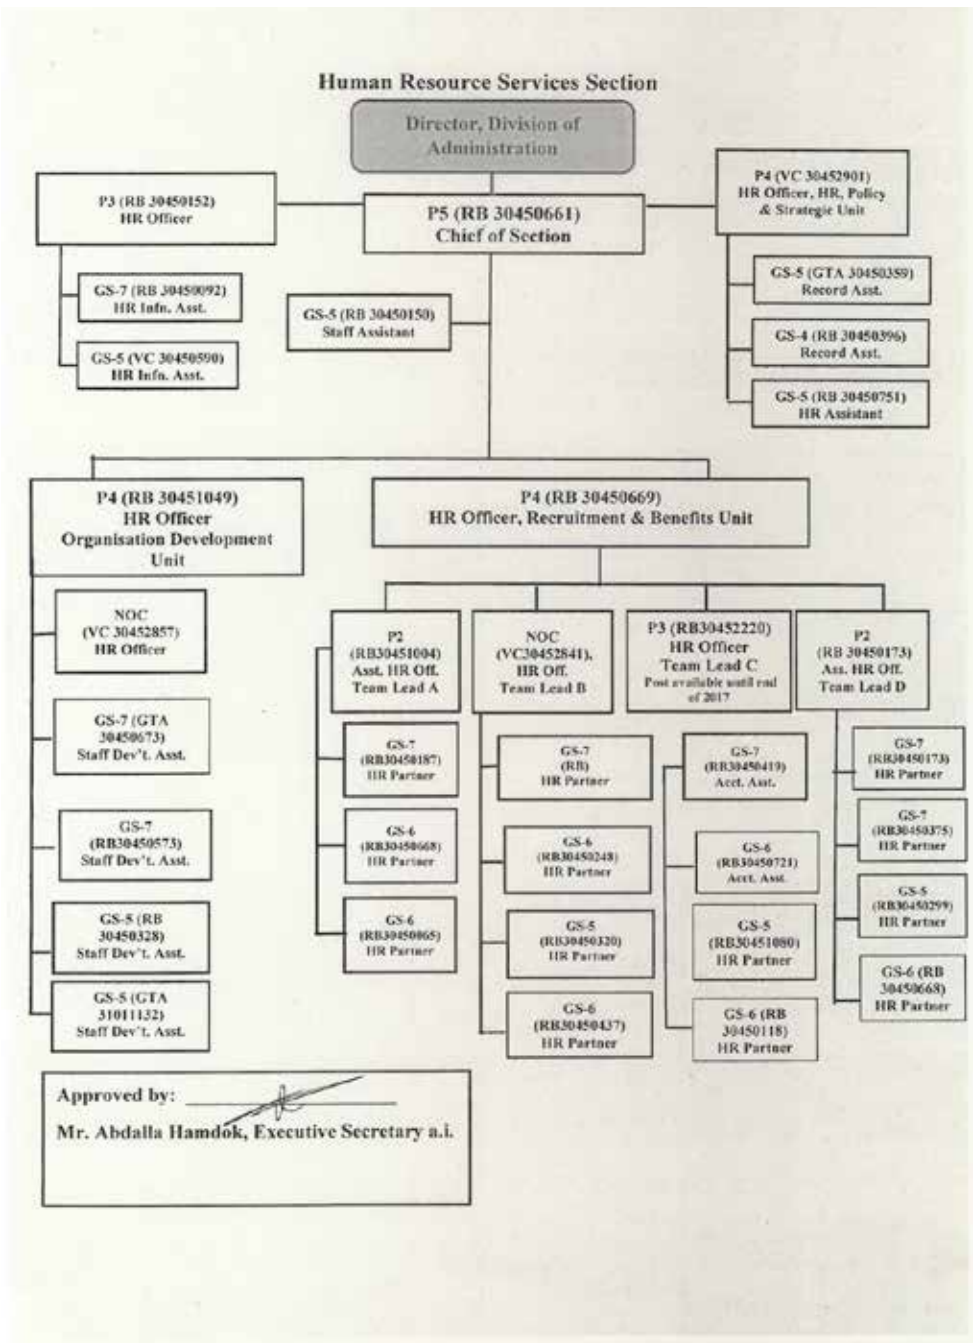 Human Resource Services Section
Director, Division of
Administration
P3 (RB 30450152)
HR Officer
P5 (RB 30450661)
Chief of Section
P4 (VC 30452901)
HR Officer, HR, Policy
& Strategic Unit
GS-7 (RB 30450092)
HR Infn. Asst.
GS-5 (VC 30450590)
HR Infn. Asst.
GS-5 (RB 30450150)
Staff Assistant
GS-5 (GTA 30450359)
Record Asst.
GS-4 (RB 30450396)
Record Asst.
GS-5 (RB 30450751)
HR Assistant
P4 (RB 30451049)
HR Officer
Organisation Development
Unit
P4 (RB 30450669)
HR Officer, Recruitment & Benefits Unit
NOC
(VC 30452857)
HR Officer
GS-7 (GTA
30450673)
Staff Dev't. Asst.
GS-7
(RB30450573)
Staff Dev't. Asst.
GS-5 (RB
30450328)
Staff Dev't. Asst.
GS-5 (GTA
31011132)
Staff Dev't. Asst.
P2
(RB30451004)
Asst. HR Off.
Team Lead A
GS-7
(RB30450187)
HR Partner
GS-6
(RB30450668)
HR Partner
GS-6
(RB30450065)
HR Partner
NOC
(VC30452841),
HR Off.
Team Lead B
GS-7
(RB)
HR Partner
GS-6
(RB30450248)
HR Partner
GS-5
(RB30450320)
HR Partner
GS-6
(RB30450437)
HR Partner
P3 (RB30452220)
HR Officer
Team Lead C
Post available until end
of 2017
GS-7
(RB30450419)
Acct. Asst.
GS-6
(RB30450721)
Acct. Asst.
GS-5
(RB30451080)
HR Partner
GS-6 (RB
30450118)
HR Partner
P2
(RB 30450173)
Ass. HR Off.
Team Lead D
GS-7
(RB30450173)
HR Partner
GS-7
(RB30450375)
HR Partner
GS-5
(RB30450299)
HR Partner
GS-6 (RB
30450668)
HR Partner
Approved by:
Mr. Abdalla Hamdok, Executive Secretary a.i.